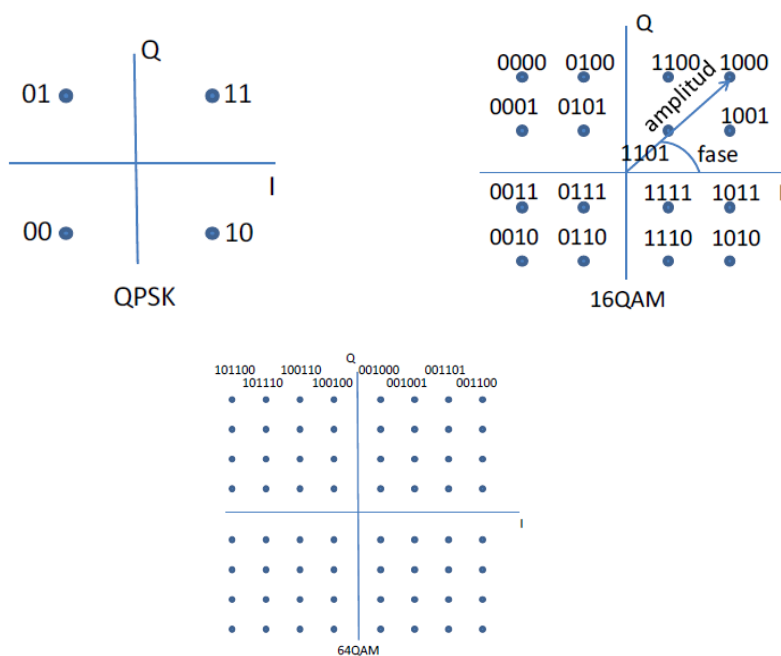 Q
01 11
I
00 10
QPSK
Q
0000 0100 1100 1000
amplitud
0001 0101 1001
1101 fase
0011 0111 1111 1011
0010 0110 1110 1010
16QAM
Q
101100 100110 001000 001101
101110 100100 001001 001100
I
64QAM